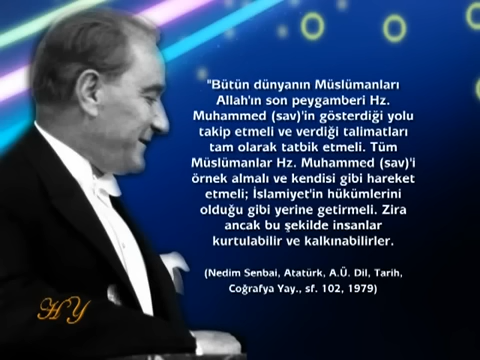 "Bütün dünyanın Müslümanları
Allah'ın son peygamberi Hz.
Muhammed (sav)'in gösterdiği yolu
takip etmeli ve verdiği talimatları
tam olarak tatbik etmeli. Tüm
Müslümanlar Hz. Muhammed (sav)'i
örnek almalı ve kendisi gibi hareket
etmeli; İslamiyet'in hükümlerini
olduğu gibi yerine getirmeli. Zira
ancak bu şekilde insanlar
kurtulabilir ve kalkınabilirler.
(Nedim Senbai, Atatürk, A.Ü. Dil, Tarih,
Coğrafya Yay., sf. 102, 1979)
HY